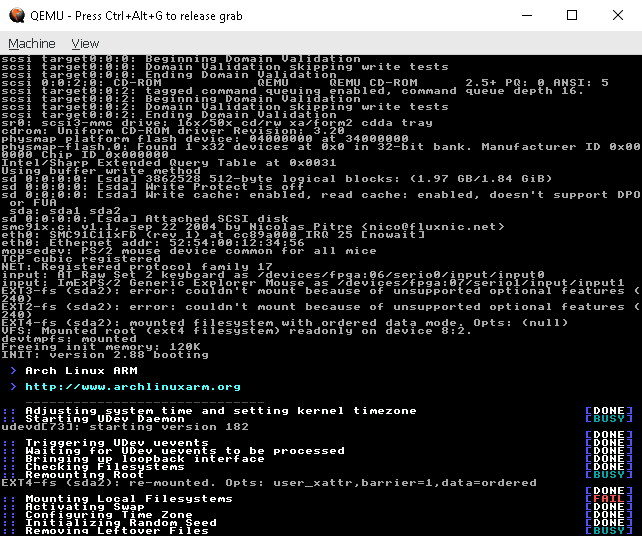 QEMU - Press Ctrl+Alt+G to release grab
Machine View
scsi target0:0:0: Beginning Domain Validation
scsi target0:0:0: Domain Validation skipping write tests
scsi target0:0:0: Ending Domain Validation
scsi 0:0:2:0: CD-ROM QEMU QEMU CD-ROM 2.5+ PQ: 0 ANSI: 5
scsi target0:0:2: tagged command queuing enabled, command queue depth 16.
scsi target0:0:2: Beginning Domain Validation
scsi target0:0:2: Domain Validation skipping write tests
scsi target0:0:2: Ending Domain Validation
sr0: scsi3-mmc drive: 16x/50x cd/rw xa/form2 cdda tray
cdrom: Uniform CD-ROM driver Revision: 3.20
physmap platform flash device: 04000000 at 34000000
physmap-flash.0: Found 1 x32 devices at 0x0 in 32-bit bank. Manufacturer ID 0x00
0000 Chip ID 0x000000
Intel/Sharp Extended Query Table at 0x0031
Using buffer write method
sd 0:0:0:0: [sda] 3862528 512-byte logical blocks: (1.97 GB/1.84 GiB)
sd 0:0:0:0: [sda] Write Protect is off
sd 0:0:0:0: [sda] Write cache: enabled, read cache: enabled, doesn't support DPO
or FUA
sda: sda1 sda2
sd 0:0:0:0: [sda] Attached SCSI disk
smc91x.c: v1.1, sep 22 2004 by Nicolas Pitre (nico@fluxnic.net)
eth0: SMC91C11xFD (rev 1) at cc89a000 IRQ 25 [nowait]
eth0: Ethernet addr: 52:54:00:12:34:56
mousedev: PS/2 mouse device common for all mice
TCP cubic registered
NET: Registered protocol family 17
input: AT Raw Set 2 keyboard as /devices/fpga:06/serio0/input/input0
input: ImExPS/2 Generic Explorer Mouse as /devices/fpga:07/serio1/input/input1
EXT3-fs (sda2): error: couldn't mount because of unsupported optional features (
240)
EXT2-fs (sda2): error: couldn't mount because of unsupported optional features (
240)
EXT4-fs (sda2): mounted filesystem with ordered data mode. Opts: (null)
VFS: Mounted root (ext4 filesystem) readonly on device 8:2.
devtmpfs: mounted
Freeing init memory: 120K
INIT: version 2.88 booting
> Arch Linux ARM
> http://www.archlinuxarm.org
--------------------------------
:: Adjusting system time and setting kernel timezone [DONE]
:: Starting UDev Daemon [BUSY]
udevd[73]: starting version 182
[DONE]
:: Triggering UDev uevents [DONE]
:: Waiting for UDev uevents to be processed [DONE]
:: Bringing up loopback interface [DONE]
:: Checking Filesystems [DONE]
:: Remounting Root [BUSY]
EXT4-fs (sda2): re-mounted. Opts: user_xattr,barrier=1,data=ordered
[DONE]
:: Mounting Local Filesystems [FAIL]
:: Activating Swap [DONE]
:: Configuring Time Zone [DONE]
:: Initializing Random Seed [DONE]
:: Removing Leftover Files [BUSY]